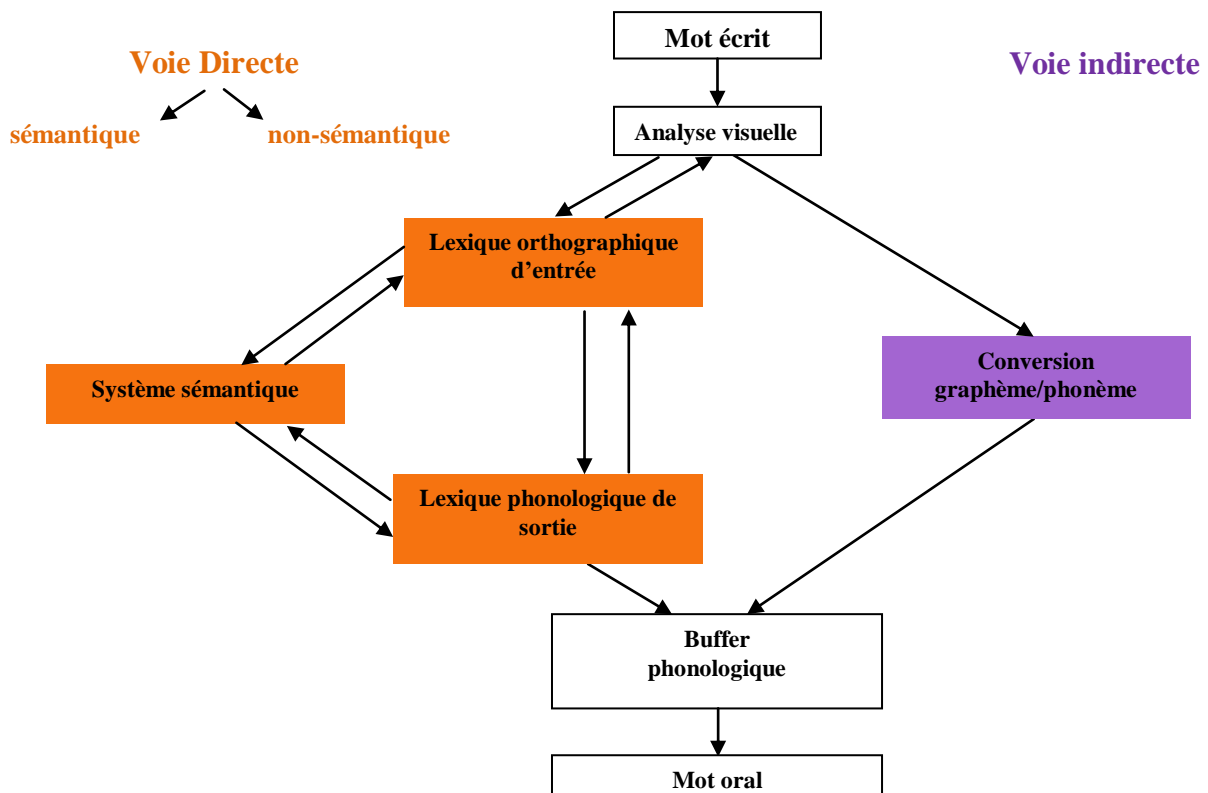 Mot écrit
Voie Directe
Voie indirecte
sémantique
non-sémantique
Analyse visuelle
Lexique orthographique
d’entrée
Système sémantique
Conversion
graphème/phonème
Lexique phonologique de
sortie
Buffer
phonologique
Mot oral